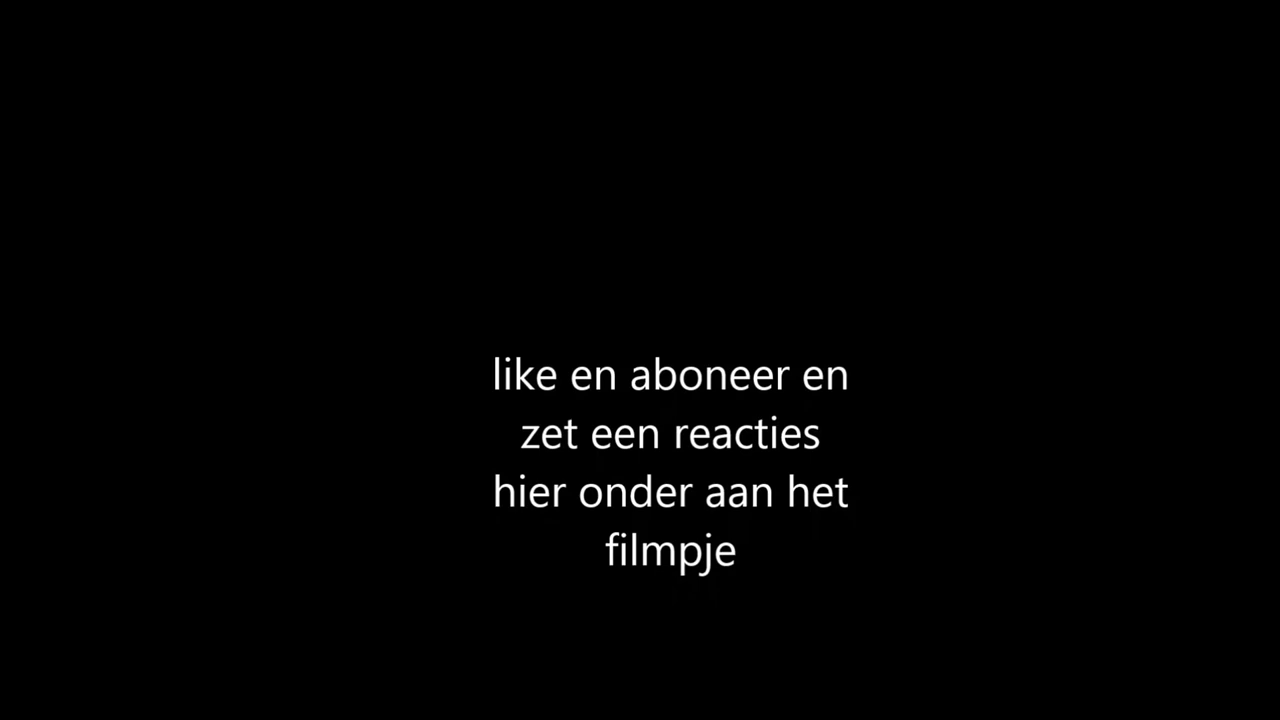 like en aboneer en
zet een reacties
hier onder aan het
filmpje